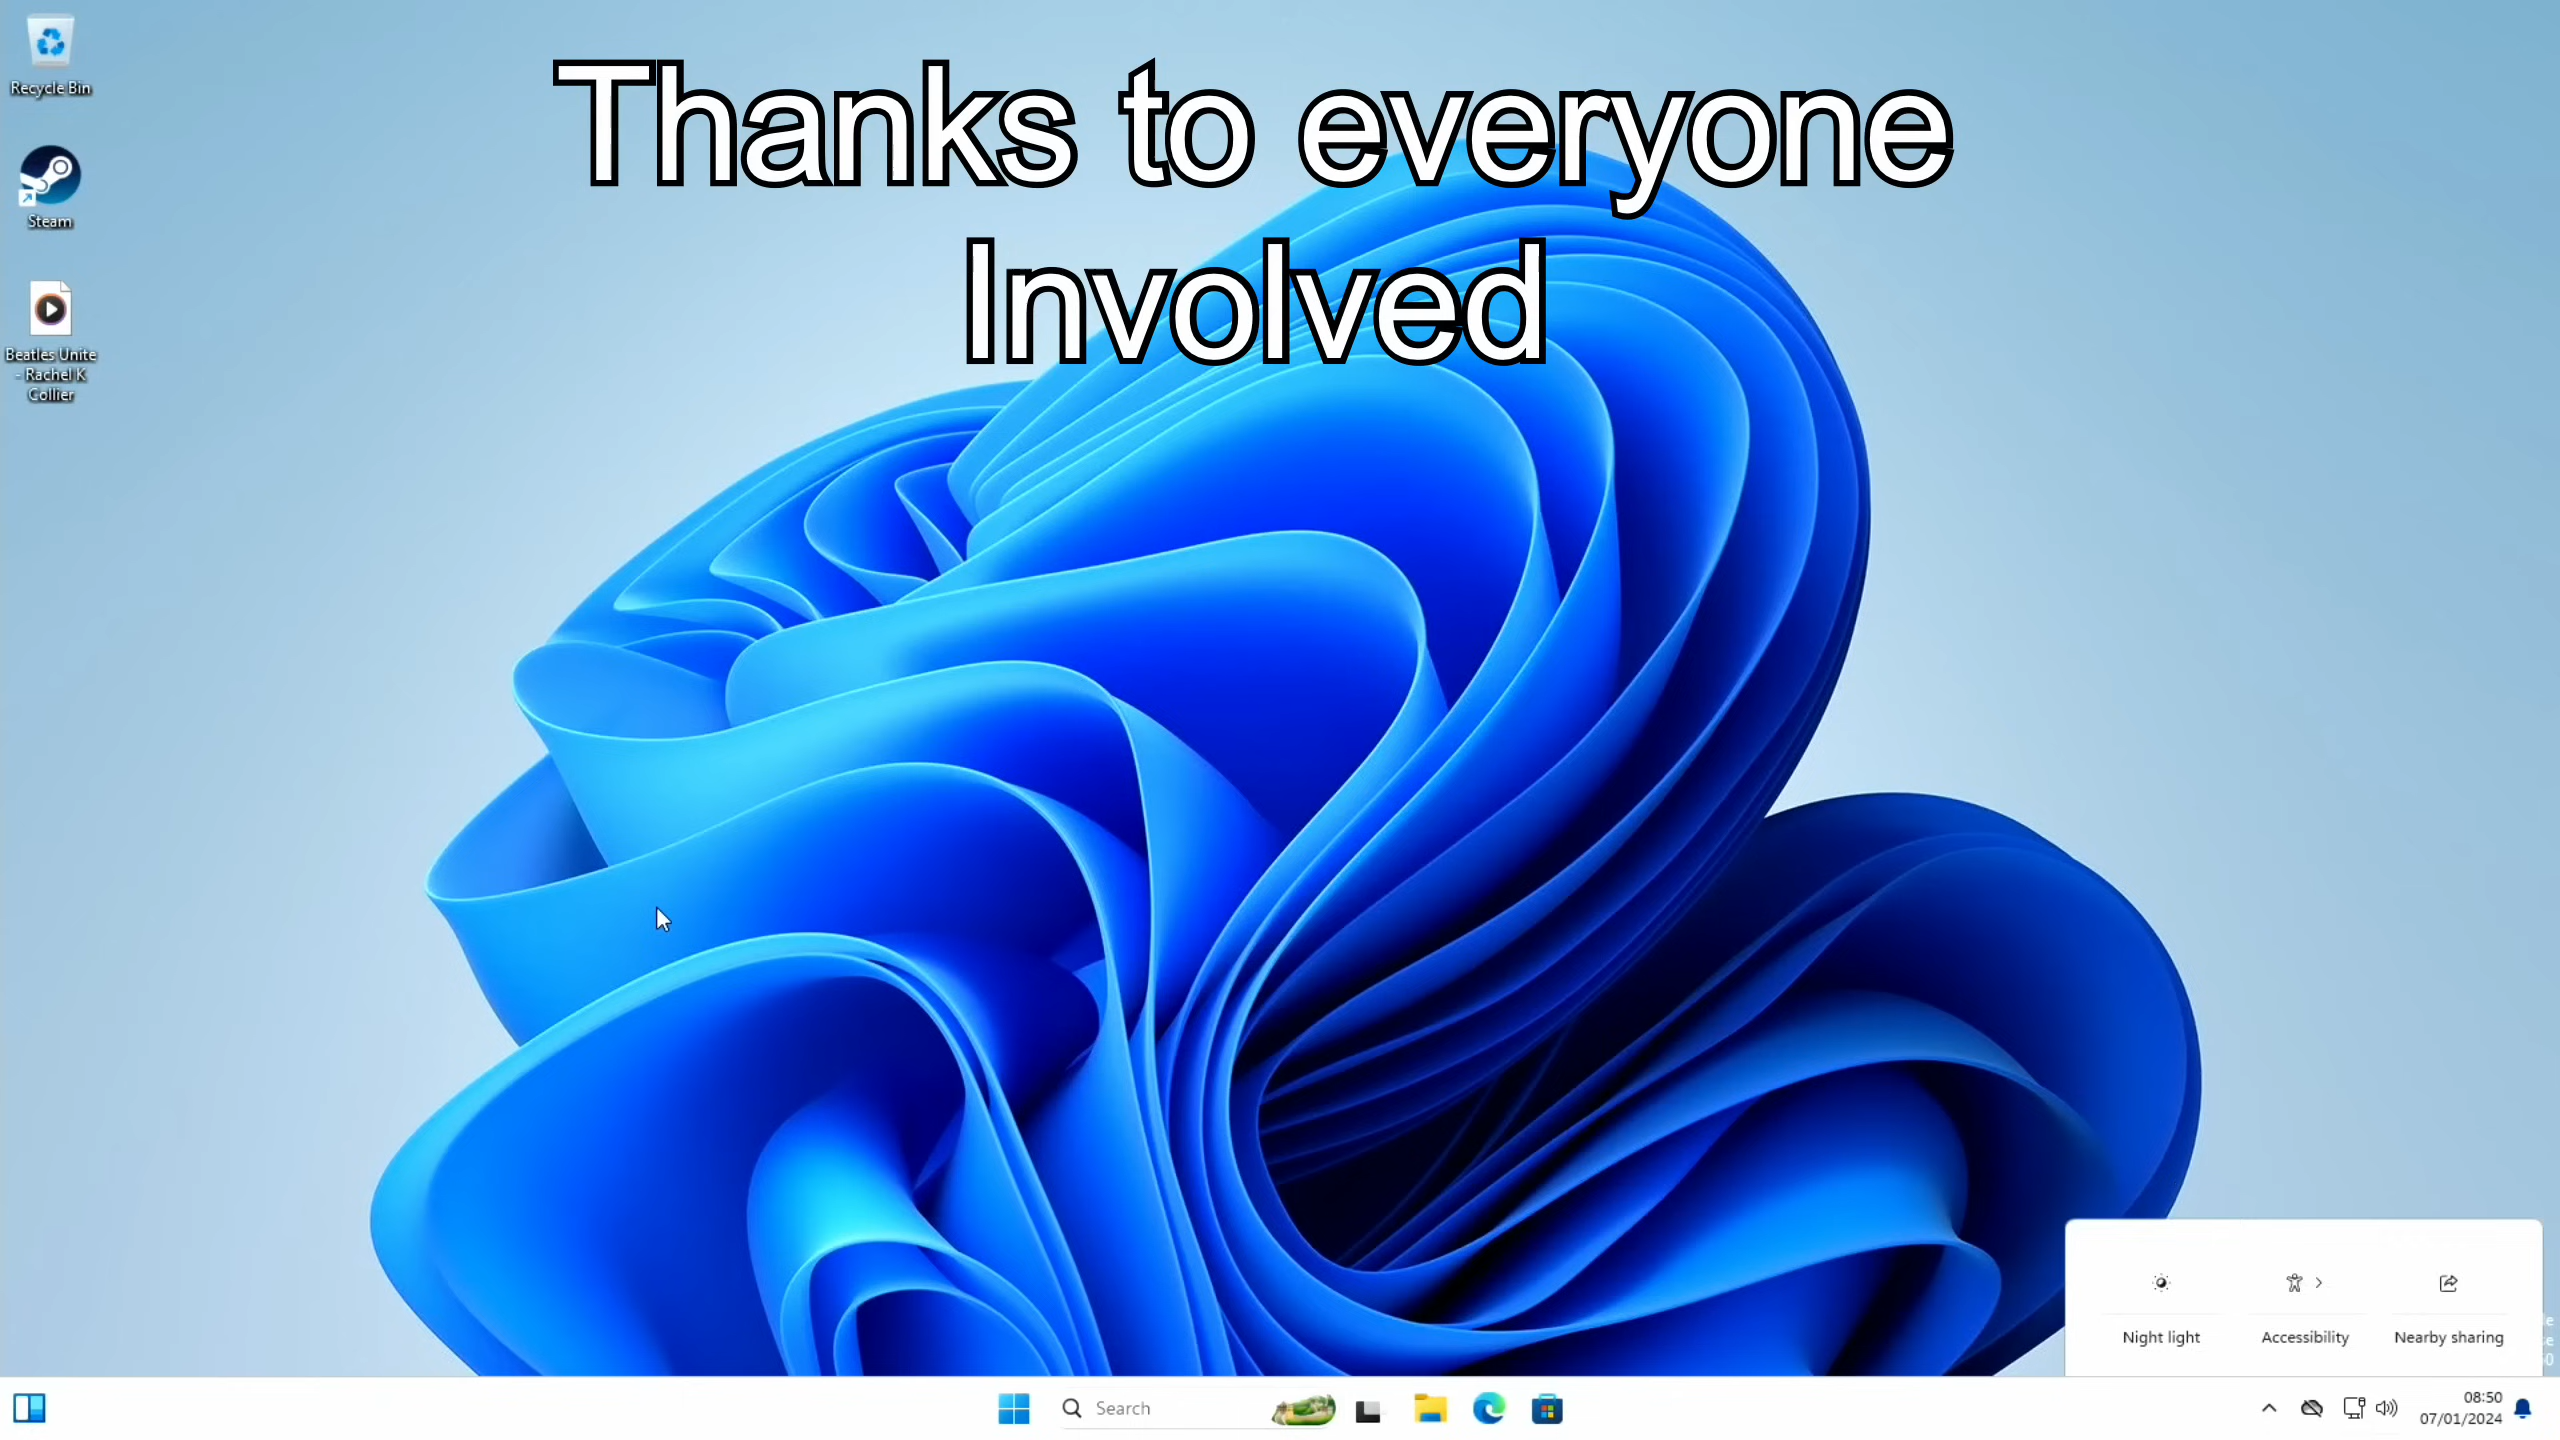 Thanks to everyone
Involved
Recycle Bin
Steam
Beatles Unite
- Rachel K
Collier
Night light
Accessibility
Nearby sharing
Search
08:50
07/01/2024